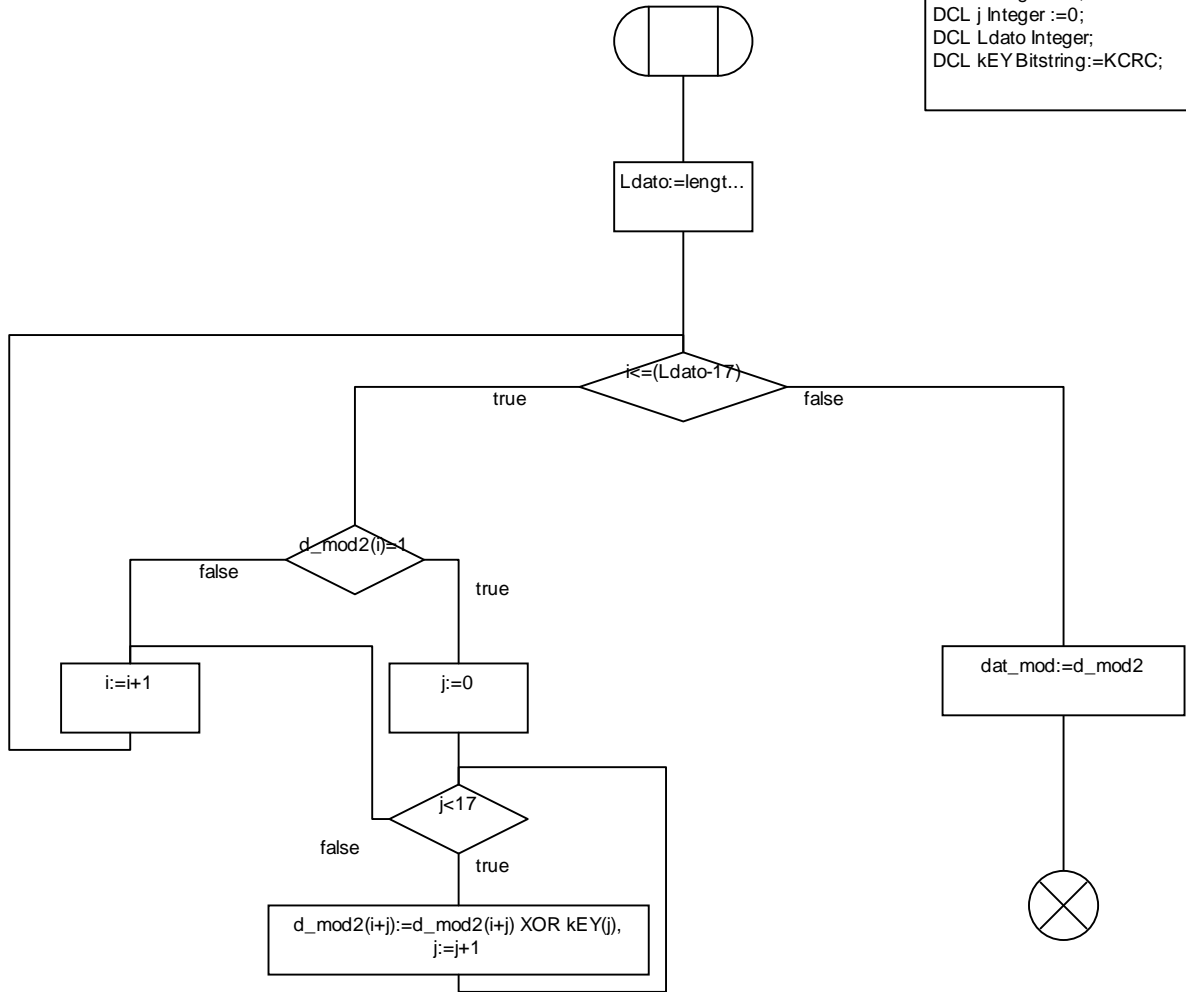 DCL j Integer :=0;
DCL Ldato Integer;
DCL kEY Bitstring:=KCRC;
Ldato:=lengt...
i<=(Ldato-17)
true
false
d_mod2(i)=1
false
true
i:=i+1
j:=0
dat_mod:=d_mod2
j<17
false
true
d_mod2(i+j):=d_mod2(i+j) XOR kEY(j),
j:=j+1